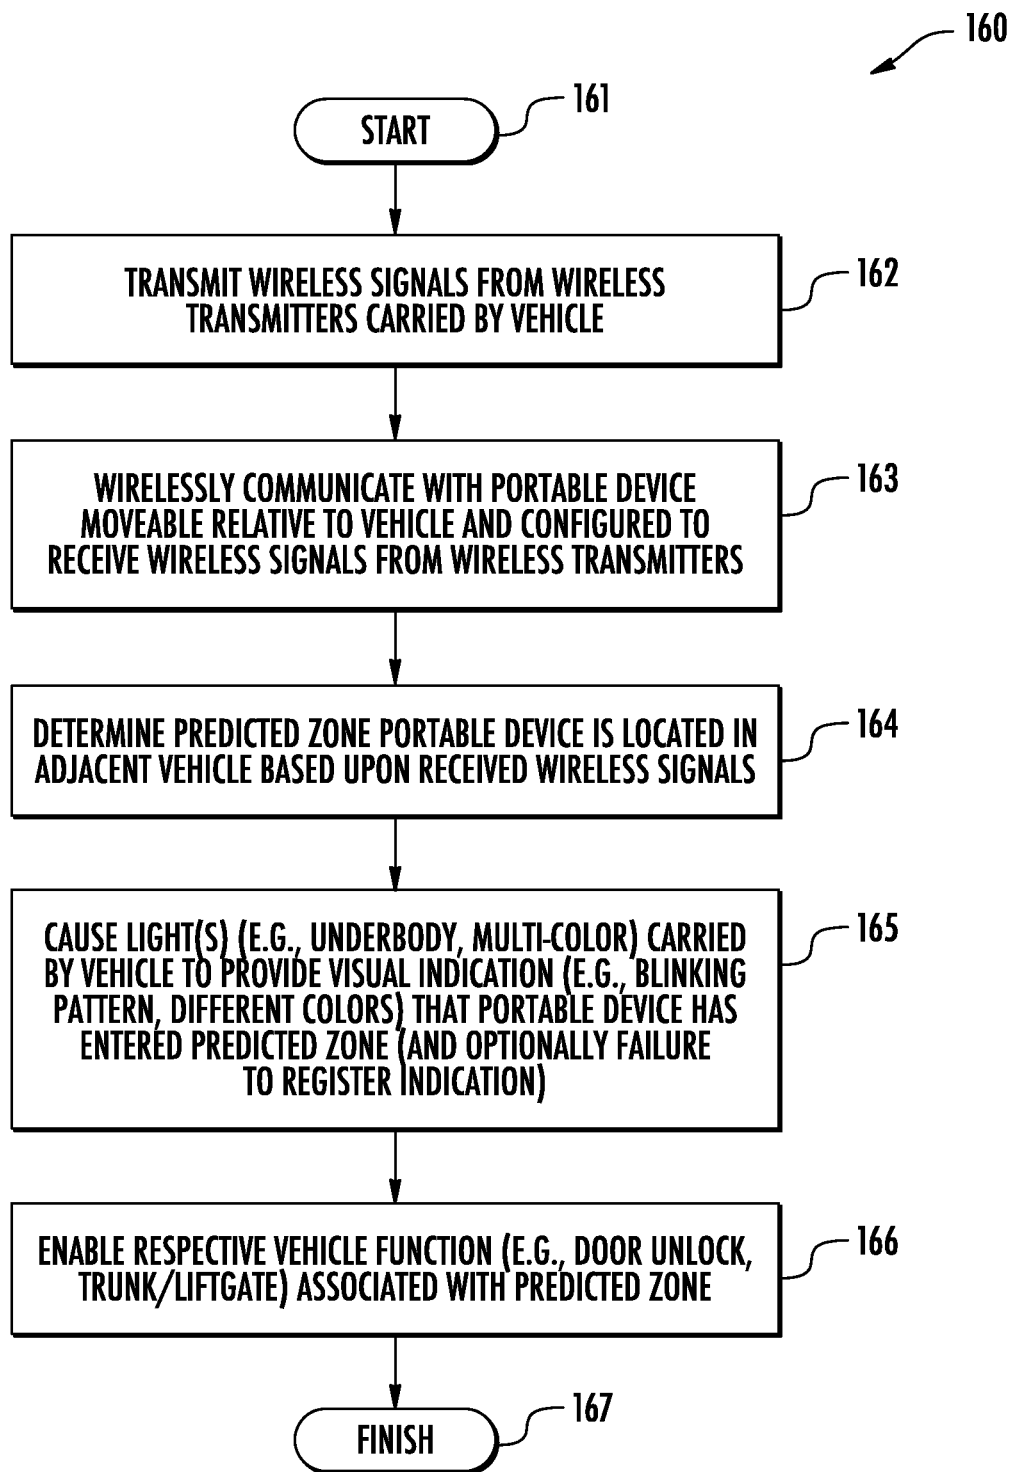 160
START
161
TRANSMIT WIRELESS SIGNALS FROM WIRELESS
TRANSMITTERS CARRIED BY VEHICLE
162
WIRELESSLY COMMUNICATE WITH PORTABLE DEVICE
MOVEABLE RELATIVE TO VEHICLE AND CONFIGURED TO
RECEIVE WIRELESS SIGNALS FROM WIRELESS TRANSMITTERS
163
DETERMINE PREDICTED ZONE PORTABLE DEVICE IS LOCATED IN
ADJACENT VEHICLE BASED UPON RECEIVED WIRELESS SIGNALS
164
CAUSE LIGHT(S) (E.G., UNDERBODY, MULTI-COLOR) CARRIED
BY VEHICLE TO PROVIDE VISUAL INDICATION (E.G., BLINKING
PATTERN, DIFFERENT COLORS) THAT PORTABLE DEVICE HAS
ENTERED PREDICTED ZONE (AND OPTIONALLY FAILURE
TO REGISTER INDICATION)
165
ENABLE RESPECTIVE VEHICLE FUNCTION (E.G., DOOR UNLOCK,
TRUNK/LIFTGATE) ASSOCIATED WITH PREDICTED ZONE
166
FINISH
167